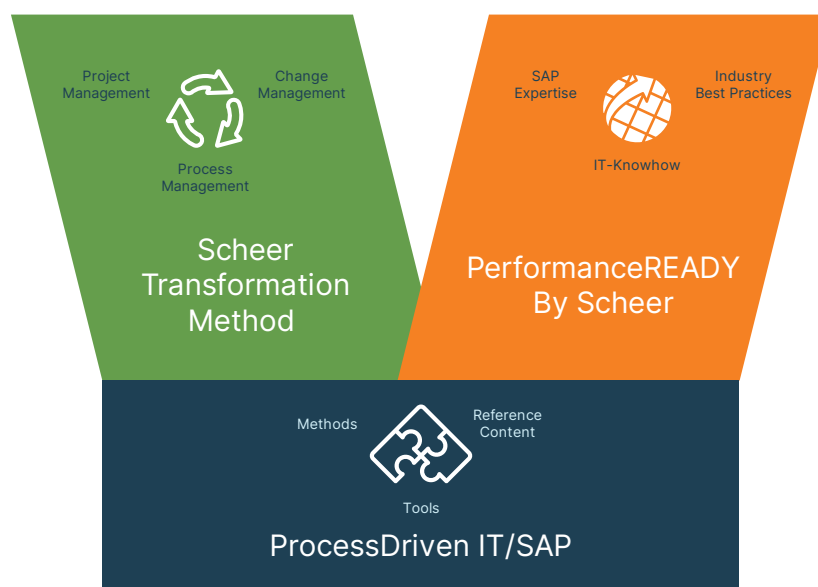 Project
Management
Change
Management
Process
Management
Scheer
Transformation
Method
SAP
Expertise
Industry
Best Practices
IT-Knowhow
PerformanceREADY
By Scheer
Methods
Reference
Content
Tools
ProcessDriven IT/SAP